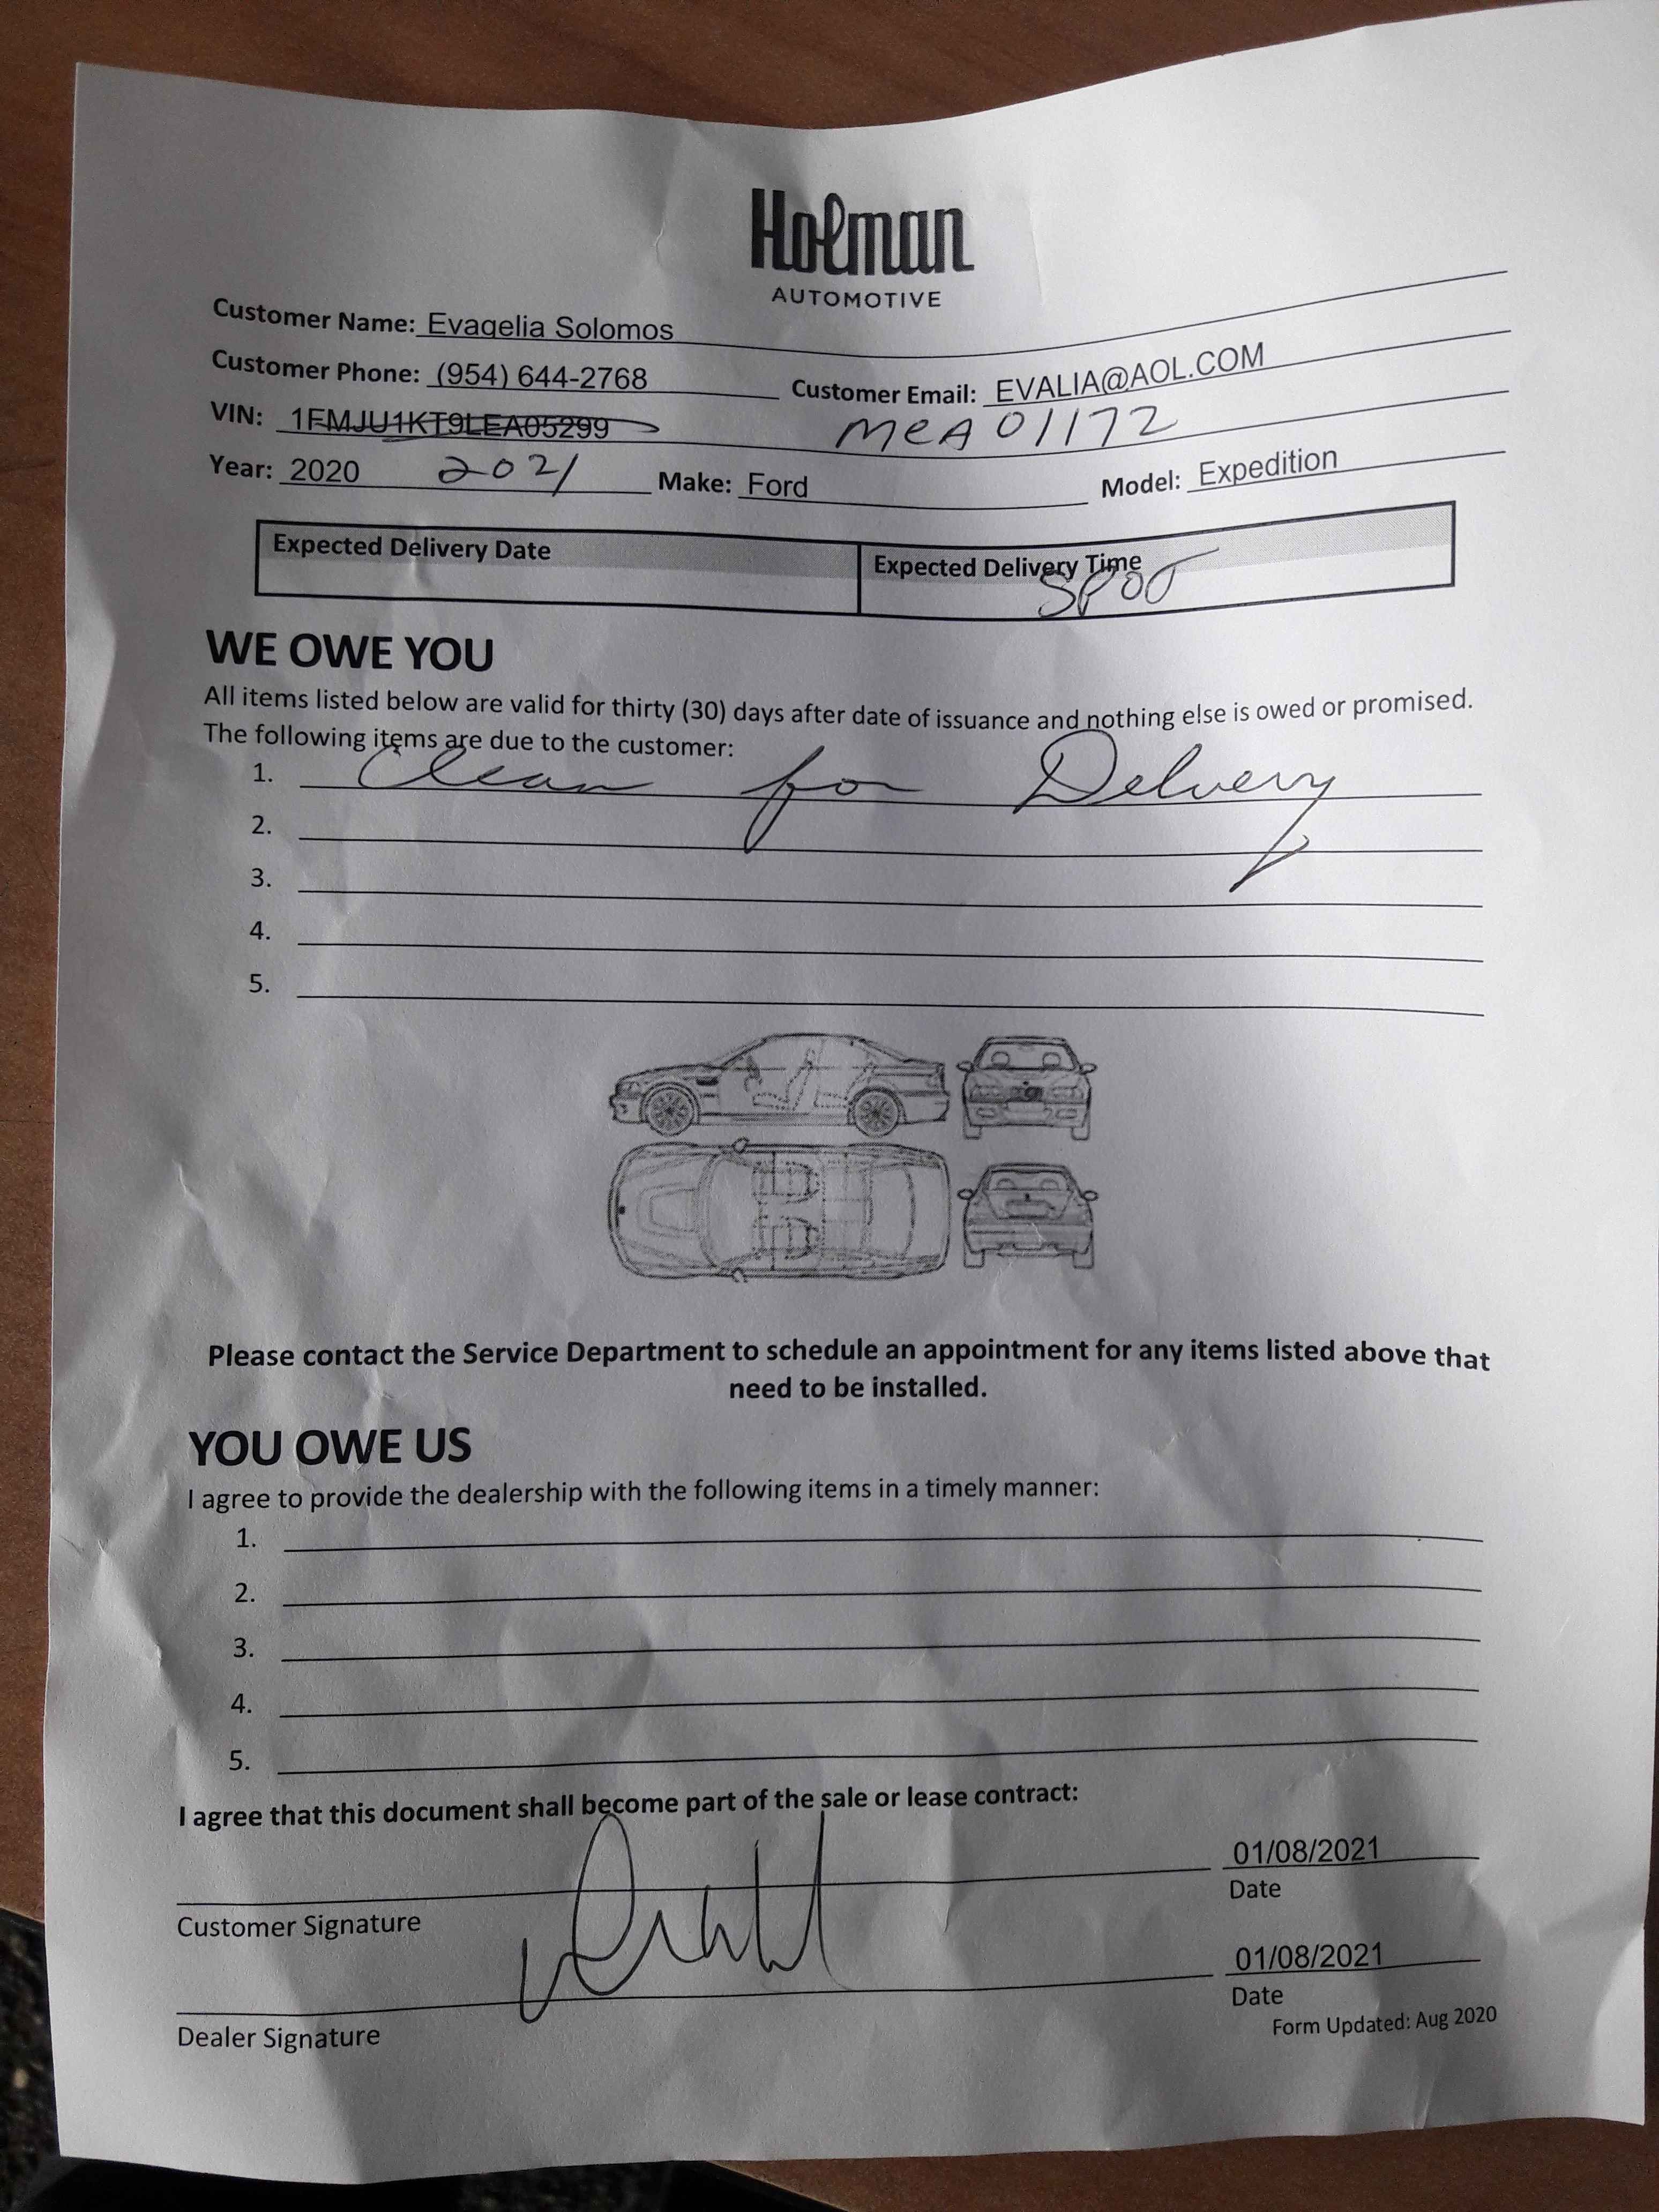 Holman
AUTOMOTIVE
Customer Name: Evagelia Solomos
Customer Phone: (954) 644-2768 Customer Email: EVALIA@AOL.COM
VIN: 1FMJU1KT9LEA05299 MEA01172
Year: 2020 2021 Make: Ford Model: Expedition
Expected Delivery Date Expected Delivery Time
SPOT
WE OWE YOU
All items listed below are valid for thirty (30) days after date of issuance and nothing else is owed or promised.
The following items are due to the customer:
1. Clean for Delvery
2.
3.
4.
5.
Please contact the Service Department to schedule an appointment for any items listed above that
need to be installed.
YOU OWE US
I agree to provide the dealership with the following items in a timely manner:
1.
2.
3.
4.
5.
I agree that this document shall become part of the sale or lease contract:
01/08/2021
Customer Signature Date
01/08/2021
Dealer Signature Date
Form Updated: Aug 2020